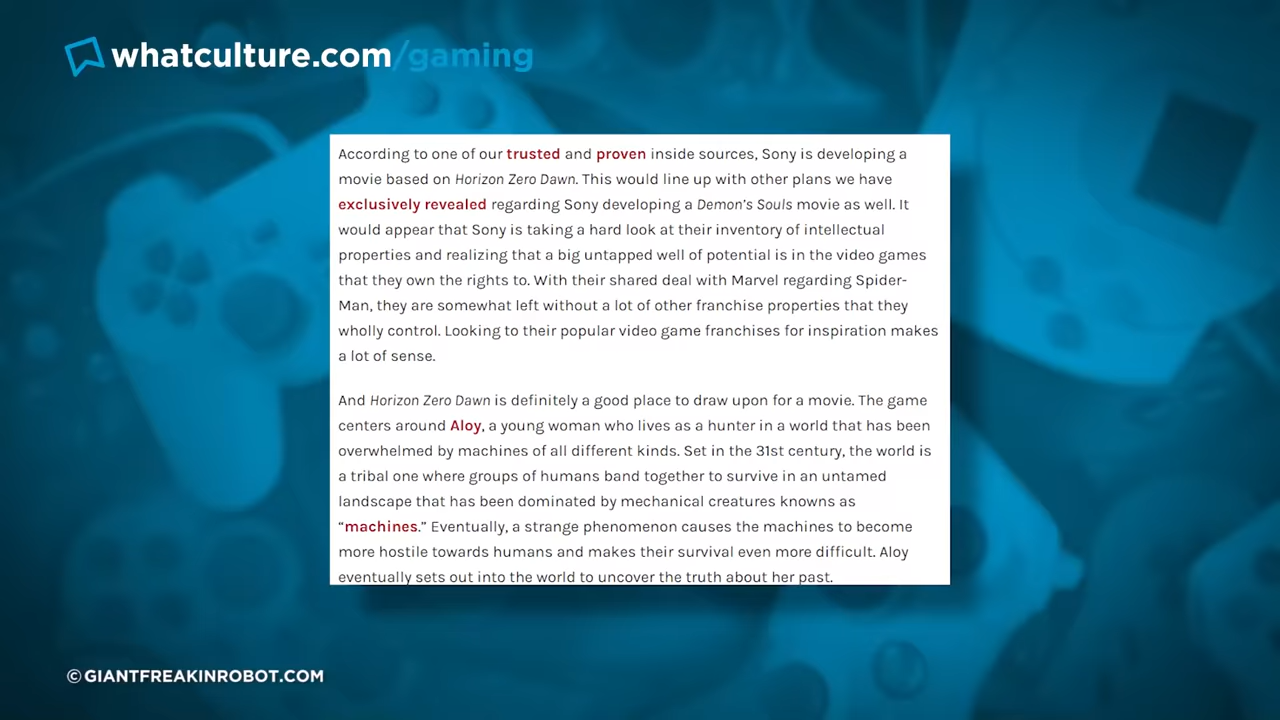 whatculture.com/gaming
According to one of our trusted and proven inside sources, Sony is developing a
movie based on Horizon Zero Dawn. This would line up with other plans we have
exclusively revealed regarding Sony developing a Demon's Souls movie as well. It
would appear that Sony is taking a hard look at their inventory of intellectual
properties and realizing that a big untapped well of potential is in the video games
that they own the rights to. With their shared deal with Marvel regarding Spider-
Man, they are somewhat left without a lot of other franchise properties that they
wholly control. Looking to their popular video game franchises for inspiration makes
a lot of sense.
And Horizon Zero Dawn is definitely a good place to draw upon for a movie. The game
centers around Aloy, a young woman who lives as a hunter in a world that has been
overwhelmed by machines of all different kinds. Set in the 31st century, the world is
a tribal one where groups of humans band together to survive in an untamed
landscape that has been dominated by mechanical creatures knowns as
“machines.” Eventually, a strange phenomenon causes the machines to become
more hostile towards humans and makes their survival even more difficult. Aloy
eventually sets out into the world to uncover the truth about her past.
© GIANTFREAKINROBOT.COM